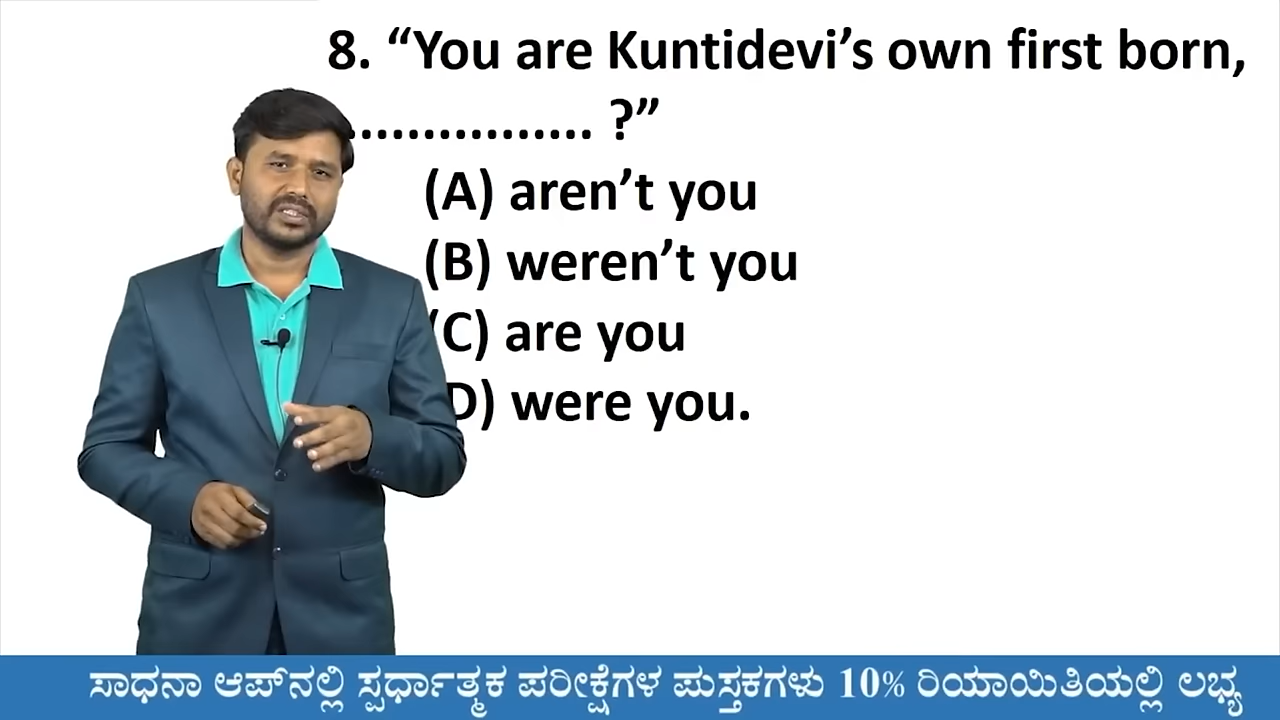 8. “You are Kuntidevi’s own first born,
................ ?”
(A) aren’t you
(B) weren’t you
(C) are you
(D) were you.
ಸಾಧನಾ ಆಪ್‌ನಲ್ಲಿ ಸ್ಪರ್ಧಾತ್ಮಕ ಪರೀಕ್ಷೆಗಳ ಪುಸ್ತಕಗಳು 10% ರಿಯಾಯಿತಿಯಲ್ಲಿ ಲಭ್ಯ